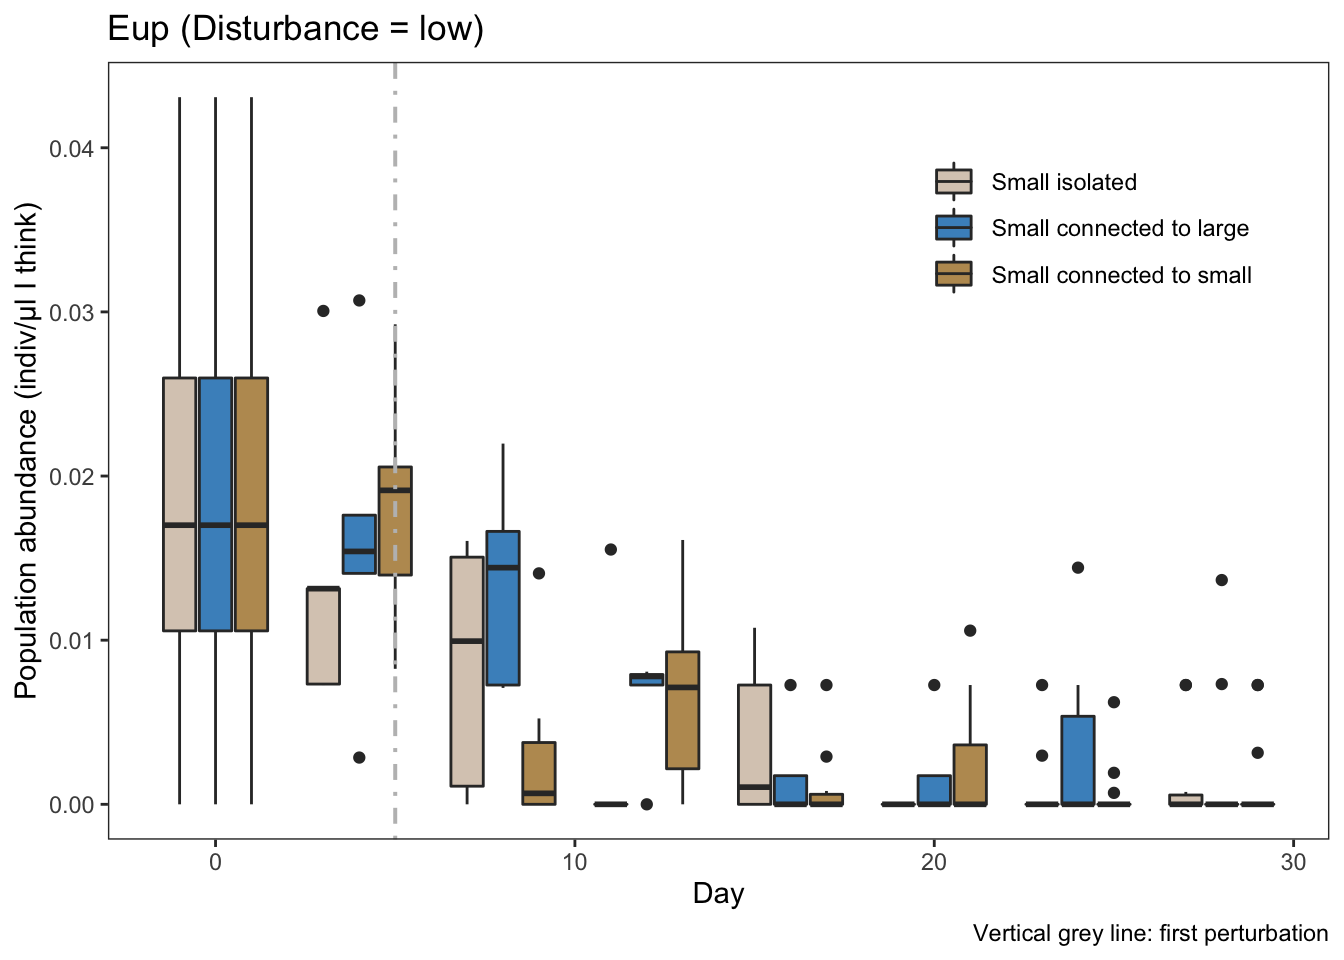 Eup (Disturbance = low)
Population abundance (indiv/µl I think)
0.04
0.03
0.02
0.01
0.00
Small isolated
Small connected to large
Small connected to small
0
10
20
30
Day
Vertical grey line: first perturbation